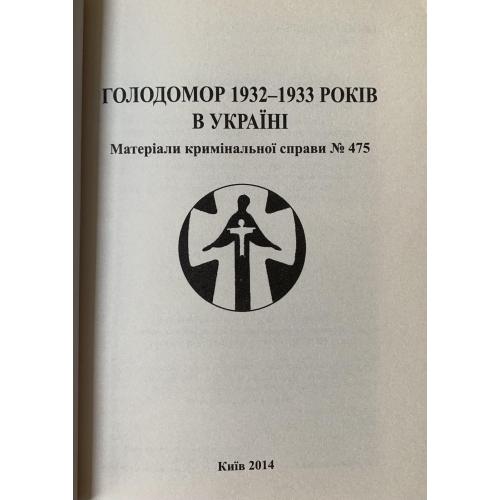 ГОЛОДОМОР 1932–1933 РОКІВ
В УКРАЇНІ
Матеріали кримінальної справи № 475
Київ 2014